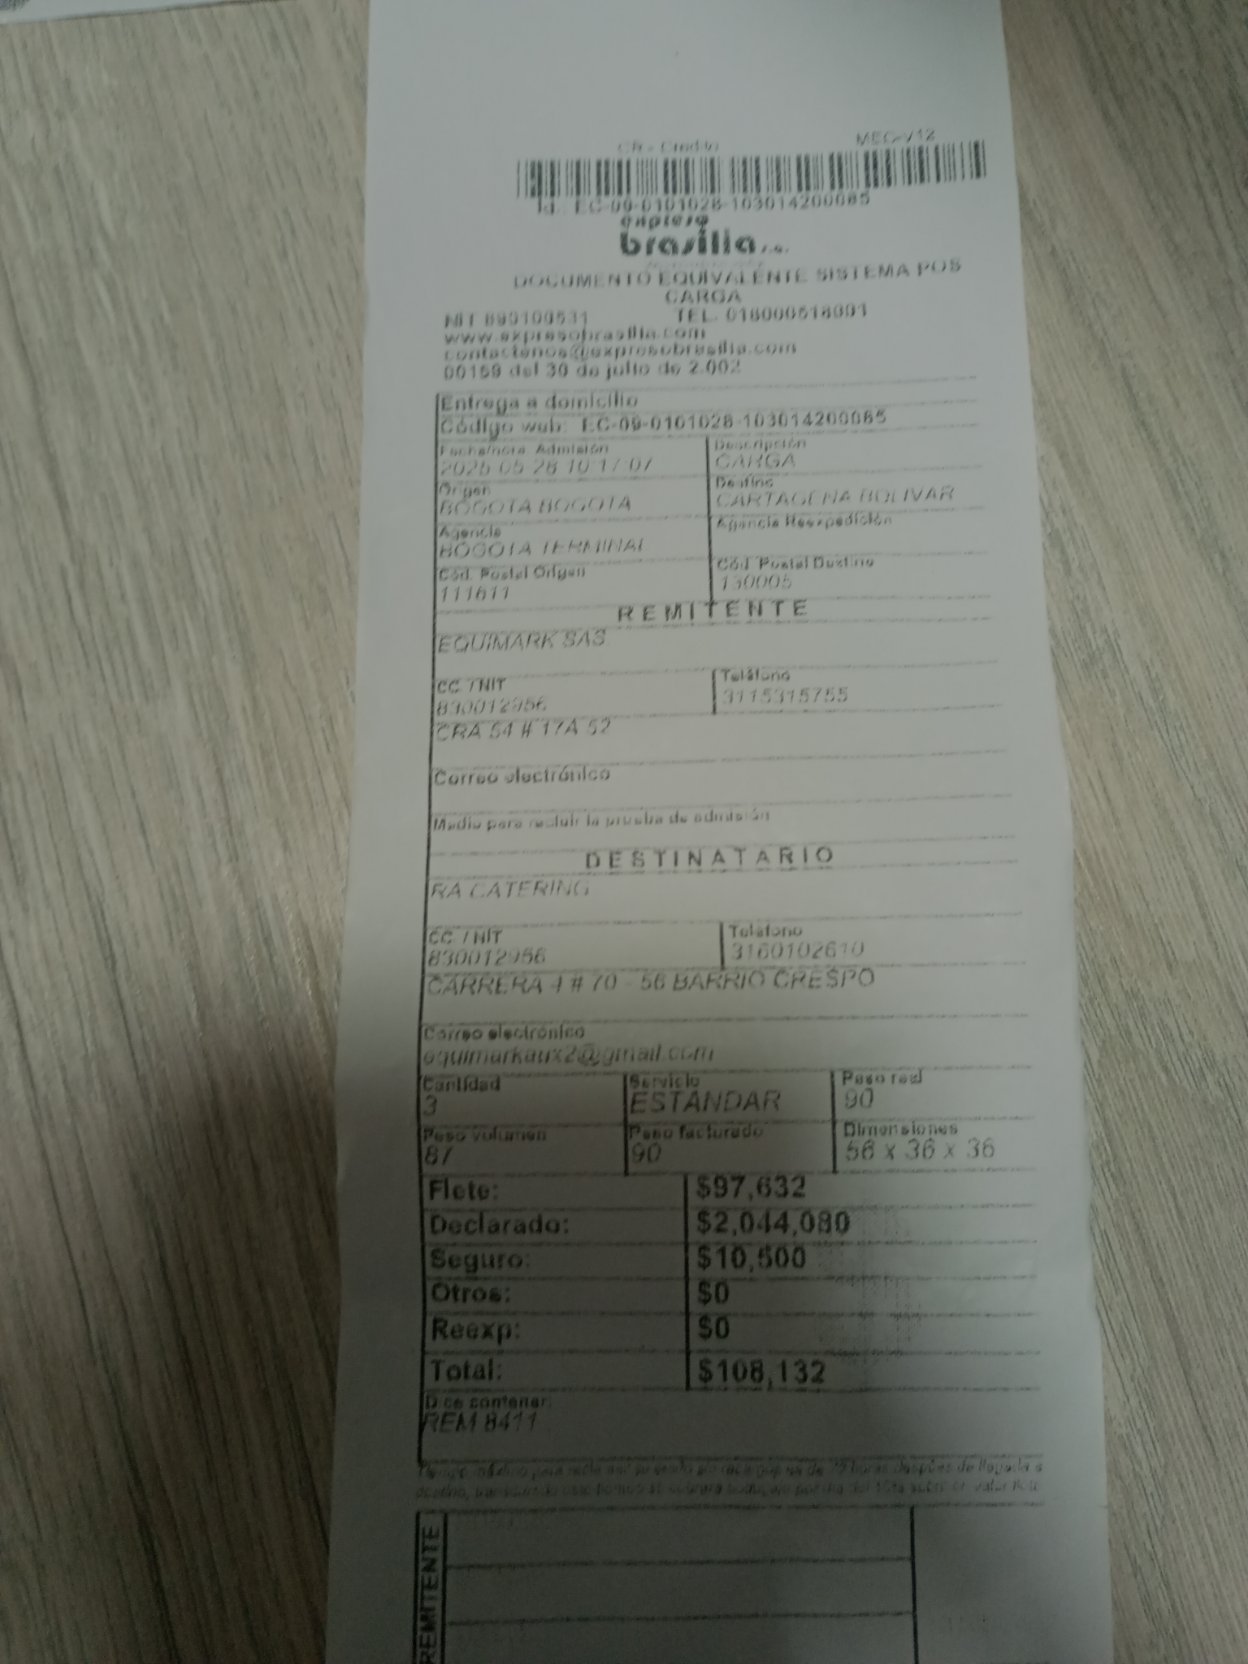 CR - Credito MEC-V12
Id.: EC-09-0101028-103014200085
expreso
brasilia s.a.
DOCUMENTO EQUIVALENTE SISTEMA POS
CARGA
NIT 890100531 TEL. 018000518001
www.expresobrasilia.com
contactenos@expresobrasilia.com
00159 del 30 de julio de 2.002
Entrega a domicilio
Código web: EC-09-0101028-103014200085
Fecha/hora Admisión Descripción
2025-05-28 10:17:07 CARGA
Origen Destino
BOGOTA BOGOTA CARTAGENA BOLIVAR
Agencia Agencia Reexpedición
BOGOTA TERMINAL
Cód. Postal Origen Cód. Postal Destino
111611 130005
REMITENTE
EQUIMARK SAS
CC / NIT Teléfono
830012956 3115315755
CRA 54 # 17A 52
Correo electrónico
Medio para recibir la prueba de admisión
DESTINATARIO
RA CATERING
CC / NIT Teléfono
830012956 3160102610
CARRERA 4 # 70 - 56 BARRIO CRESPO
Correo electrónico
equimarkaux2@gmail.com
Cantidad Servicio Peso real
3 ESTANDAR 90
Peso volumen Peso facturado Dimensiones
87 90 56 x 36 x 36
Flete: $97,632
Declarado: $2,044,080
Seguro: $10,500
Otros: $0
Reexp: $0
Total: $108,132
Dice contener:
REM 8411
REMITENTE